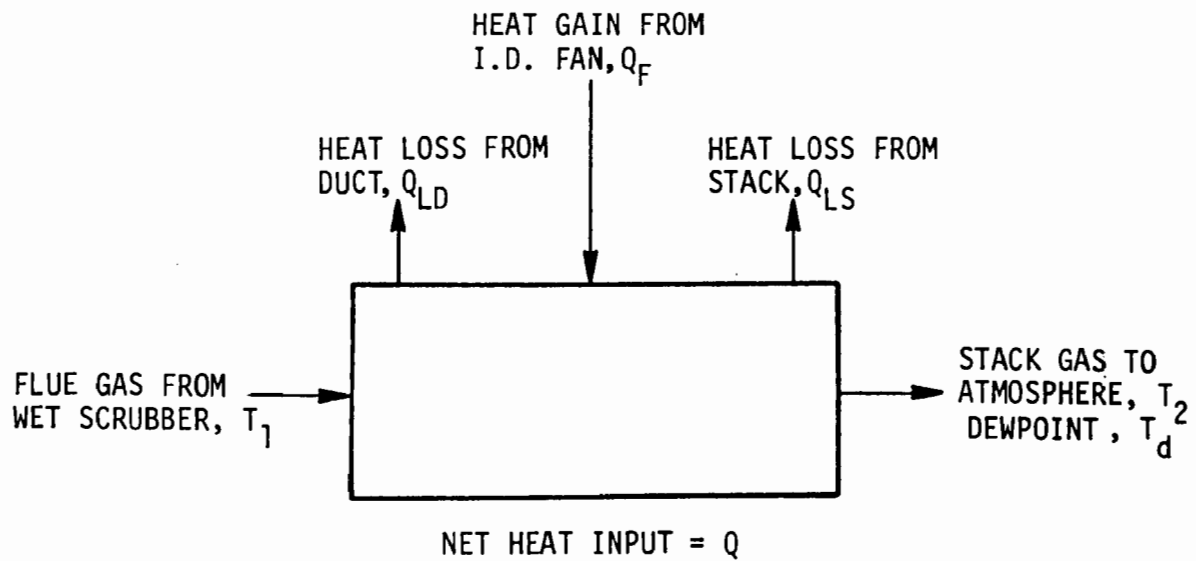 HEAT GAIN FROM
I.D. FAN, Q_F
HEAT LOSS FROM
DUCT, Q_LD
HEAT LOSS FROM
STACK, Q_LS
FLUE GAS FROM
WET SCRUBBER, T_1
STACK GAS TO
ATMOSPHERE, T_2
DEWPOINT, T_d
NET HEAT INPUT = Q